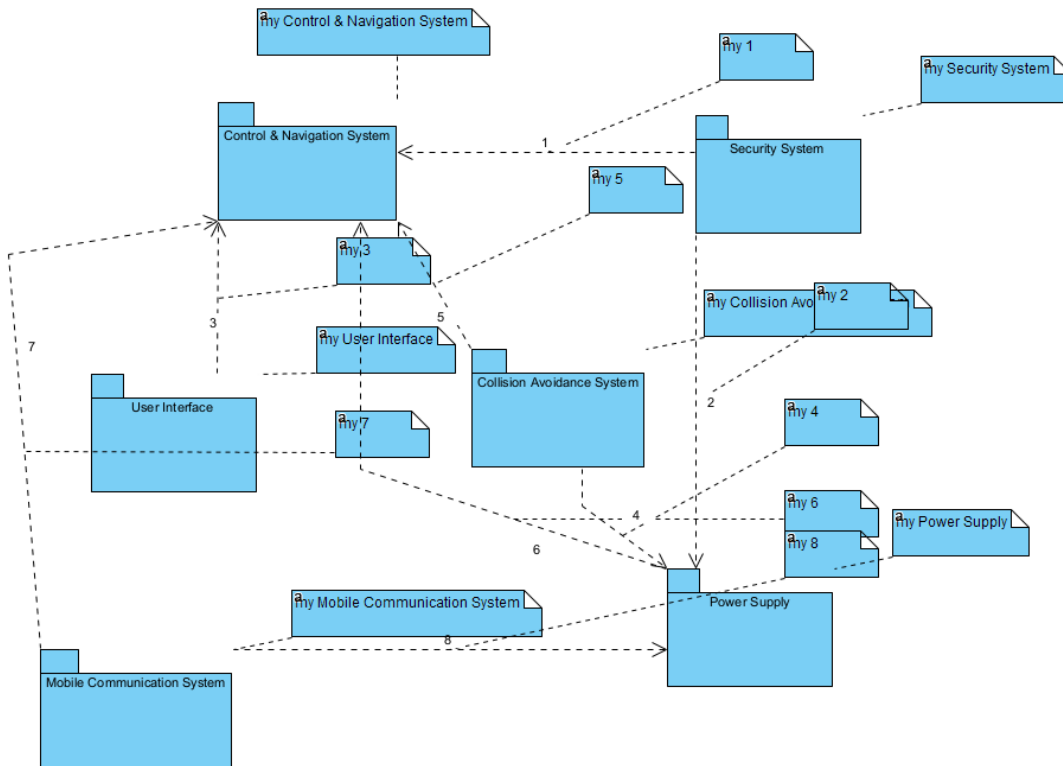 a my Control & Navigation System
a my 1
a my Security System
Control & Navigation System
1
Security System
a my 5
a my 3
a my Collision Avo
a my 2
3
5
a my User Interface
7
Collision Avoidance System
2
User Interface
a my 7
a my 4
a my 6
4
a my Power Supply
a my 8
6
a my Mobile Communication System
Power Supply
8
Mobile Communication System